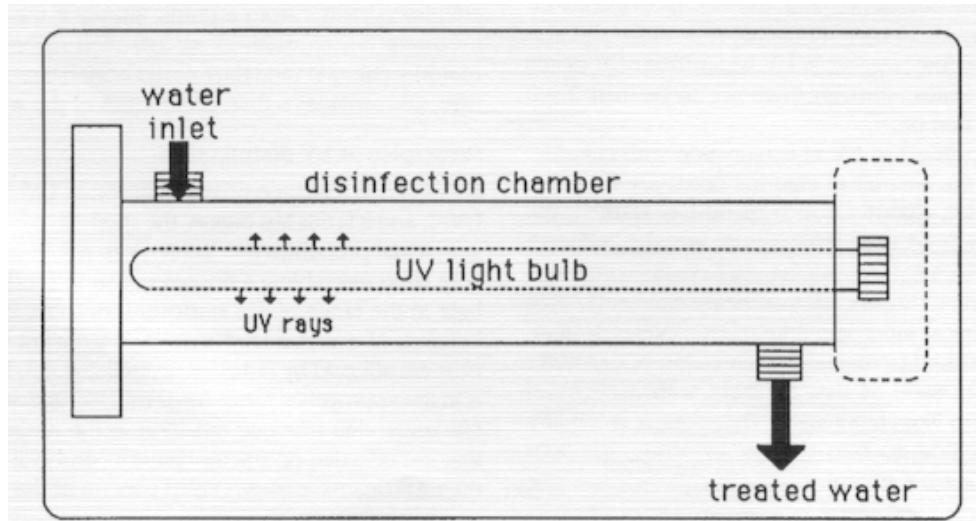 water
inlet
disinfection chamber
UV light bulb
UV rays
treated water